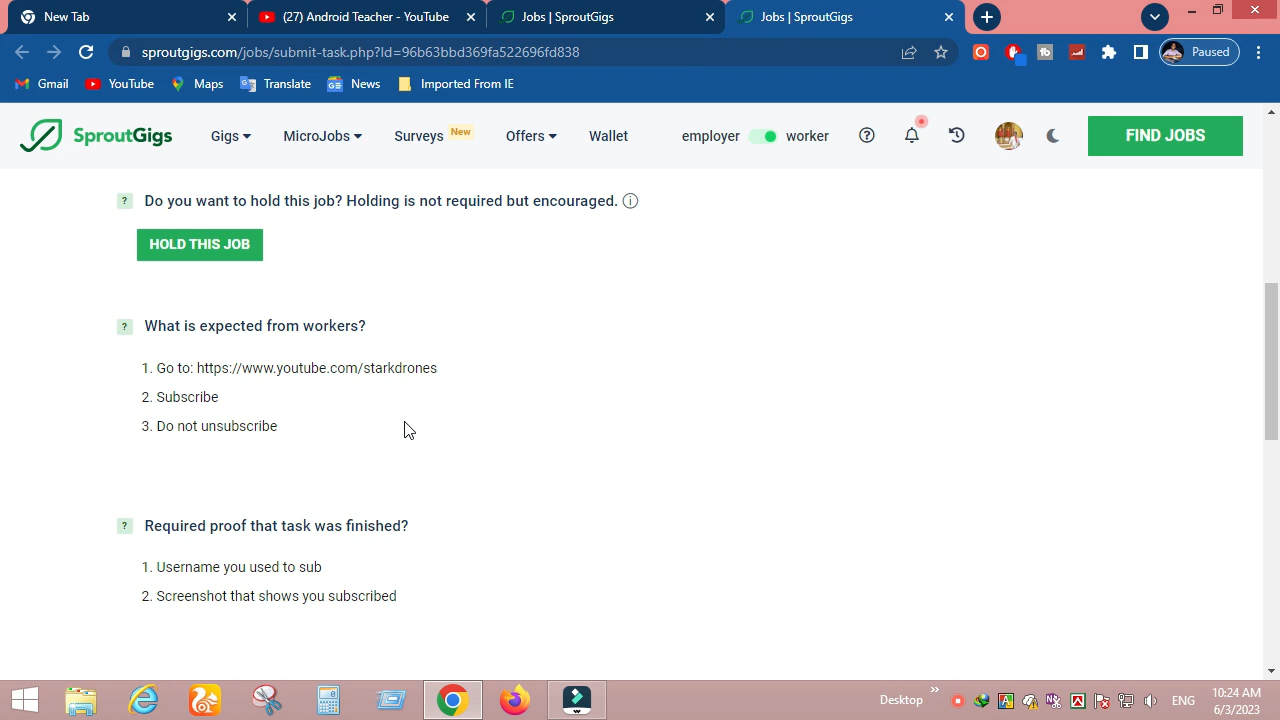 New Tab
(27) Android Teacher - YouTube
Jobs | SproutGigs
Jobs | SproutGigs
sproutgigs.com/jobs/submit-task.php?Id=96b63bbd369fa522696fd838
Paused
Gmail
YouTube
Maps
Translate
News
Imported From IE
SproutGigs
Gigs
MicroJobs
Surveys New
Offers
Wallet
employer
worker
FIND JOBS
? Do you want to hold this job? Holding is not required but encouraged.
HOLD THIS JOB
? What is expected from workers?
1. Go to: https://www.youtube.com/starkdrones
2. Subscribe
3. Do not unsubscribe
? Required proof that task was finished?
1. Username you used to sub
2. Screenshot that shows you subscribed
Desktop
ENG
10:24 AM
6/3/2023